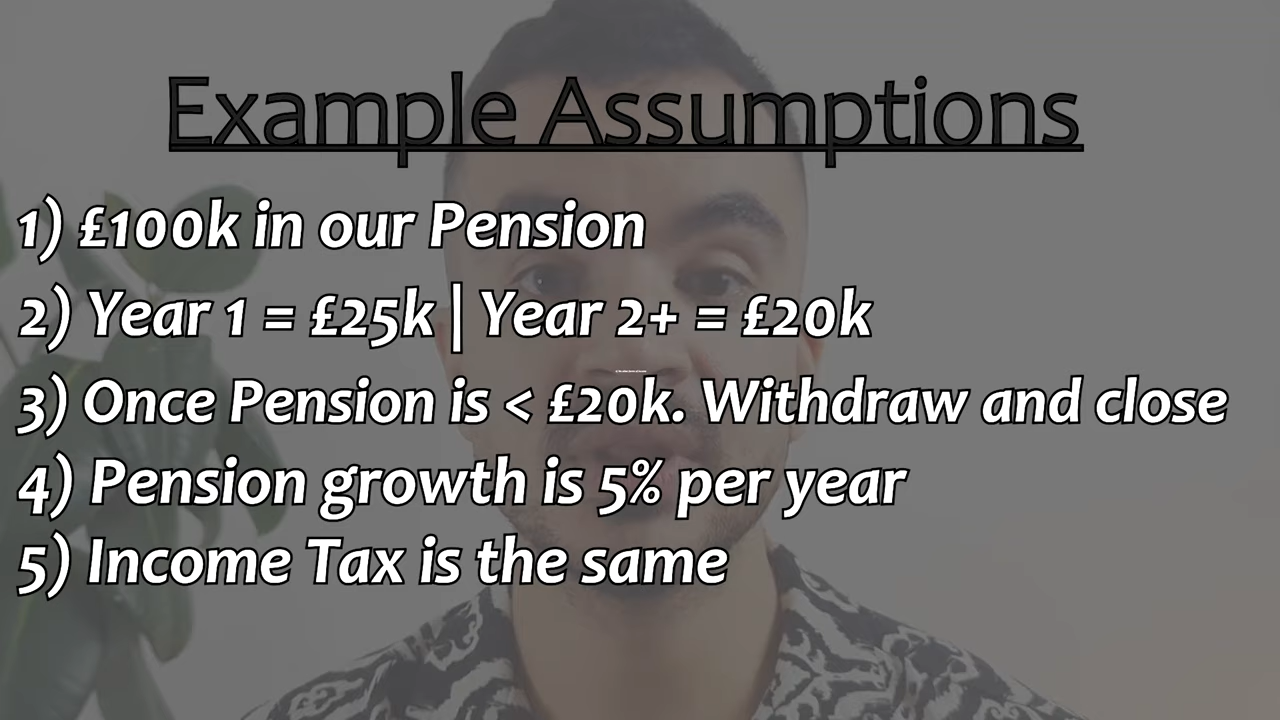 Example Assumptions
1) £100k in our Pension
2) Year 1 = £25k | Year 2+ = £20k
3) Once Pension is < £20k. Withdraw and close
4) Pension growth is 5% per year
5) Income Tax is the same